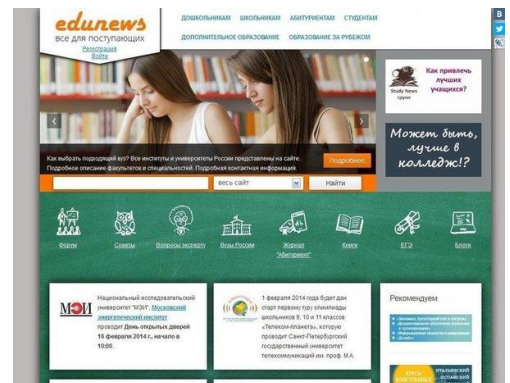 edunews
все для поступающих
Регистрация
Войти
ДОШКОЛЬНИКАМ ШКОЛЬНИКАМ АБИТУРИЕНТАМ СТУДЕНТАМ
ДОПОЛНИТЕЛЬНОЕ ОБРАЗОВАНИЕ ОБРАЗОВАНИЕ ЗА РУБЕЖОМ
Как выбрать подходящий вуз? Все институты и университеты России представлены на сайте.
Подробное описание факультетов и специальностей. Подробная контактная информация.
Подробнее
весь сайт
Найти
Study News
групп
Как привлечь
лучших
учащихся?
Может быть,
лучше в
колледж!?
Форум
Советы
Вопросы эксперту
Вузы России
Журнал
"Абитуриент"
Книги
ЕГЭ
Блоги
МЭИ
Национальный исследовательский
университет "МЭИ", Московский
энергетический институт
проводит День открытых дверей
16 февраля 2014 г., начало в
10:00.
1 февраля 2014 года будет дан
старт первому туру олимпиады
школьников 9, 10 и 11 классов
«Телеком-планета», которую
проводит Санкт-Петербургский
государственный университет
телекоммуникаций им. проф. М.А.
Рекомендуем